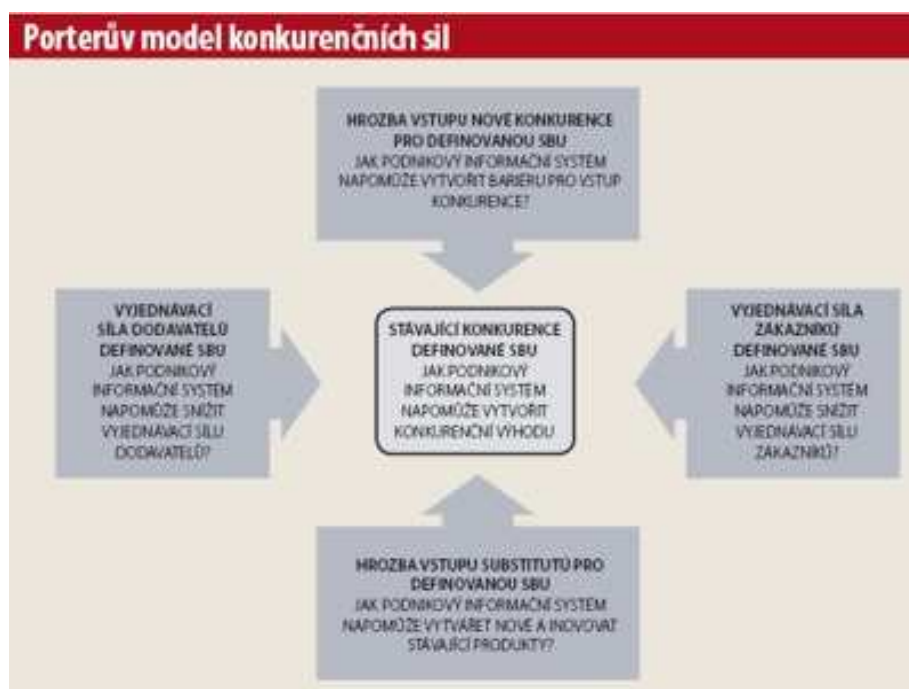 Porterův model konkurenčních sil
HROZBA VSTUPU NOVÉ KONKURENCE
PRO DEFINOVANOU SBU
JAK PODNIKOVÝ INFORMAČNÍ SYSTÉM
NAPOMŮŽE VYTVOŘIT BARIÉRU PRO VSTUP
KONKURENCE?
VYJEDNÁVACÍ
SÍLA DODAVATELŮ
DEFINOVANÉ SBU
JAK PODNIKOVÝ
INFORMAČNÍ SYSTÉM
NAPOMŮŽE SNÍŽIT
VYJEDNÁVACÍ SÍLU
DODAVATELŮ?
STÁVAJÍCÍ KONKURENCE
DEFINOVANÉ SBU
JAK PODNIKOVÝ
INFORMAČNÍ SYSTÉM
NAPOMŮŽE VYTVOŘIT
KONKURENČNÍ VÝHODU
VYJEDNÁVACÍ SÍLA
ZÁKAZNÍKŮ
DEFINOVANÉ SBU
JAK PODNIKOVÝ
INFORMAČNÍ SYSTÉM
NAPOMŮŽE SNÍŽIT
VYJEDNÁVACÍ SÍLU
ZÁKAZNÍKŮ?
HROZBA VSTUPU SUBSTITUTŮ PRO
DEFINOVANOU SBU
JAK PODNIKOVÝ INFORMAČNÍ SYSTÉM
NAPOMŮŽE VYTVÁŘET NOVÉ A INOVOVAT
STÁVAJÍCÍ PRODUKTY?